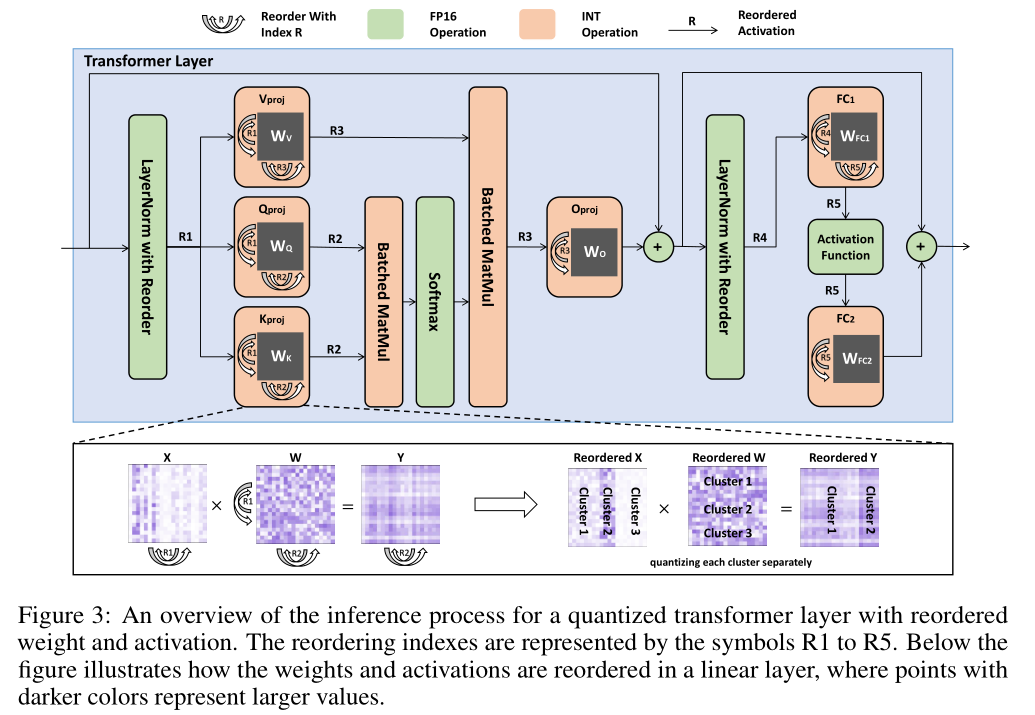 Reorder With
Index R
R
FP16
Operation
INT
Operation
R
Reordered
Activation
Transformer Layer
LayerNorm with Reorder
R1
Vproj
R1
WV
R3
R3
Qproj
R1
WQ
R2
R2
Kproj
R1
WK
R2
R2
Batched MatMul
Softmax
Batched MatMul
R3
Oproj
R3
WO
+
LayerNorm with Reorder
R4
FC1
R4
WFC1
R5
R5
Activation
Function
R5
FC2
R5
WFC2
+
X
R1
×
R1
W
R2
=
Y
R2
Reordered X
Cluster 1
Cluster 2
Cluster 3
×
Reordered W
Cluster 1
Cluster 2
Cluster 3
=
Reordered Y
Cluster 1
Cluster 2
quantizing each cluster separately
Figure 3: An overview of the inference process for a quantized transformer layer with reordered
weight and activation. The reordering indexes are represented by the symbols R1 to R5. Below the
figure illustrates how the weights and activations are reordered in a linear layer, where points with
darker colors represent larger values.